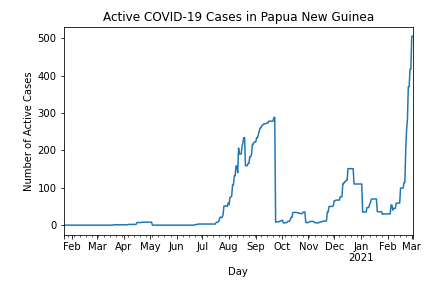 Active COVID-19 Cases in Papua New Guinea
500
400
300
200
100
0
Number of Active Cases
Feb Mar Apr May Jun Jul Aug Sep Oct Nov Dec Jan Feb Mar
2021
Day